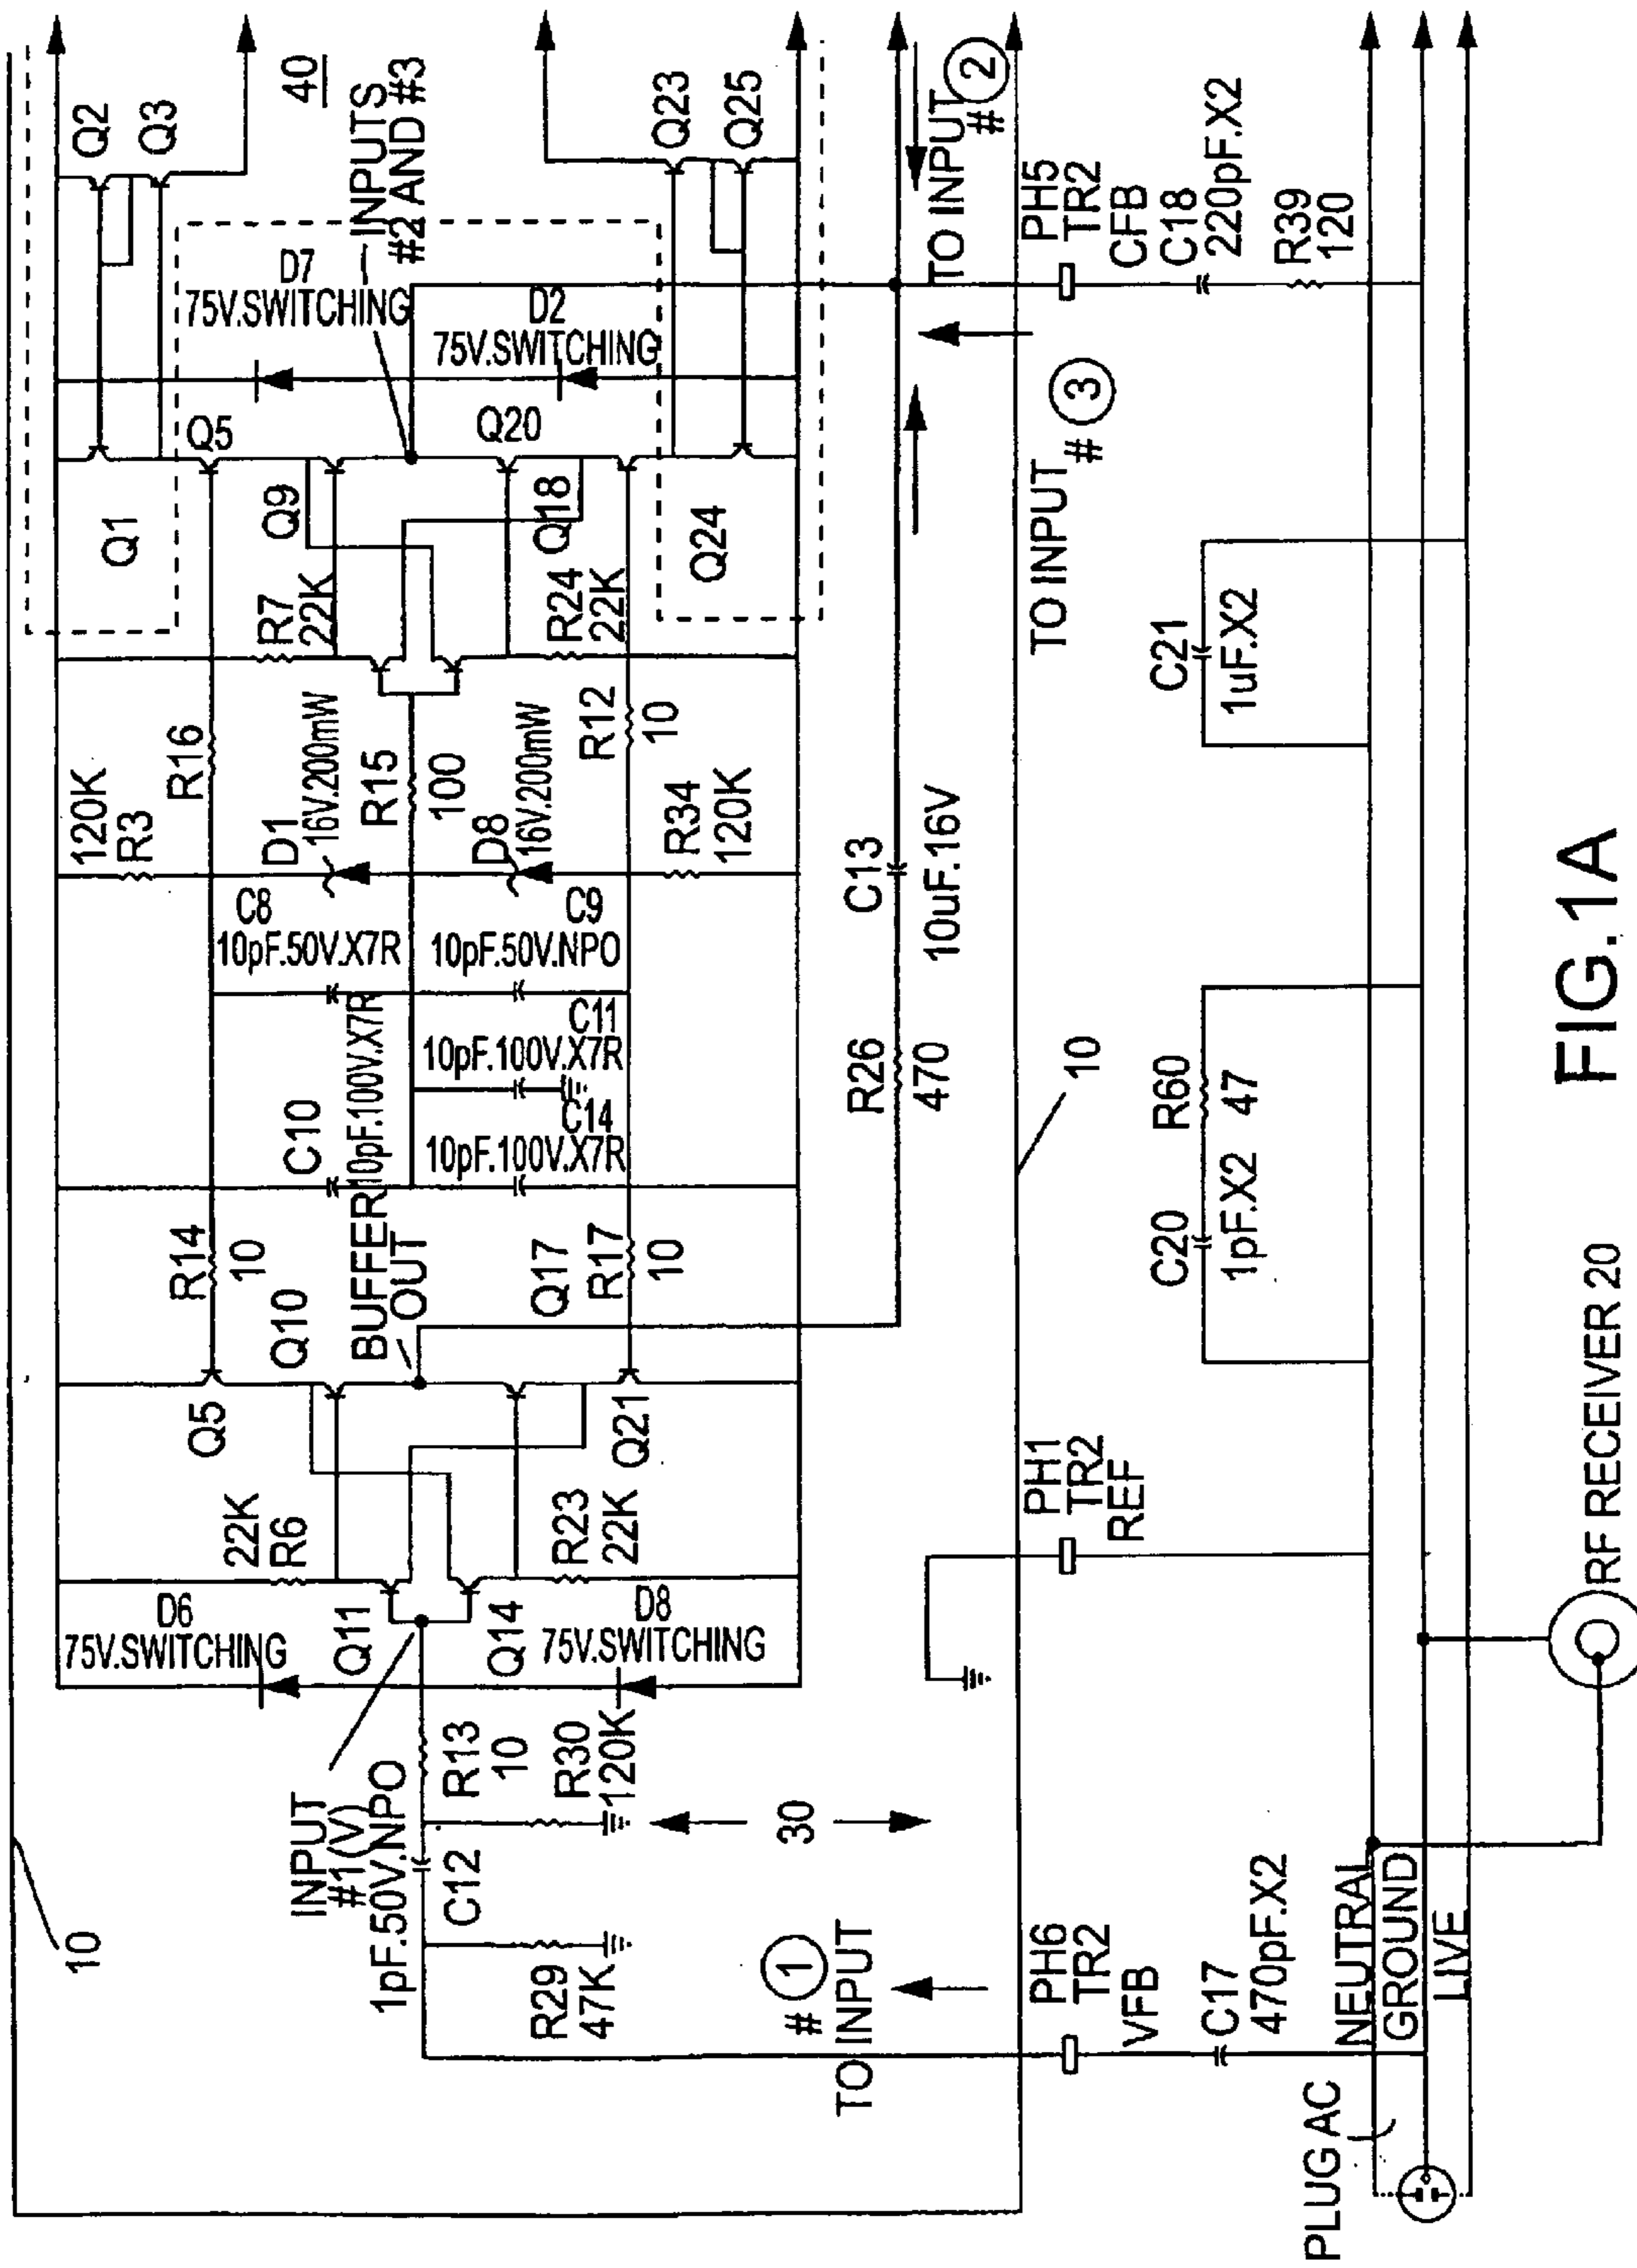 10
40
Q2
Q3
INPUTS
#2 AND #3
Q23
Q25
D7
75V.SWITCHING
D2
75V.SWITCHING
Q1
Q5
Q9
Q20
Q18
Q24
R7
22K
R24
22K
120K
R3
R16
D1
16V.200mW
R15
100
D8
16V.200mW
R12
10
R34
120K
C8
10pF.50V.X7R
C9
10pF.50V.NPO
C11
10pF.100V.X7R
C10
10pF.100V.X7R
C14
10pF.100V.X7R
R14
10
Q10
BUFFER
OUT
Q17
R17
10
Q5
Q21
22K
R6
R23
22K
D6
75V.SWITCHING
Q11
Q14
D8
75V.SWITCHING
INPUT
#1(V)
1pF.50V.NPO
C12
R13
10
R30
120K
30
R29
47K
# 1
TO INPUT
R26
470
C13
10uF.16V
TO INPUT
# 2
TO INPUT
# 3
10
PH6
TR2
VFB
C17
470pF.X2
PH1
TR2
REF
PH5
TR2
CFB
C18
220pF.X2
R39
120
C20
1pF.X2
R60
47
C21
1uF.X2
PLUG AC
NEUTRAL
GROUND
LIVE
RF RECEIVER 20
FIG.1A